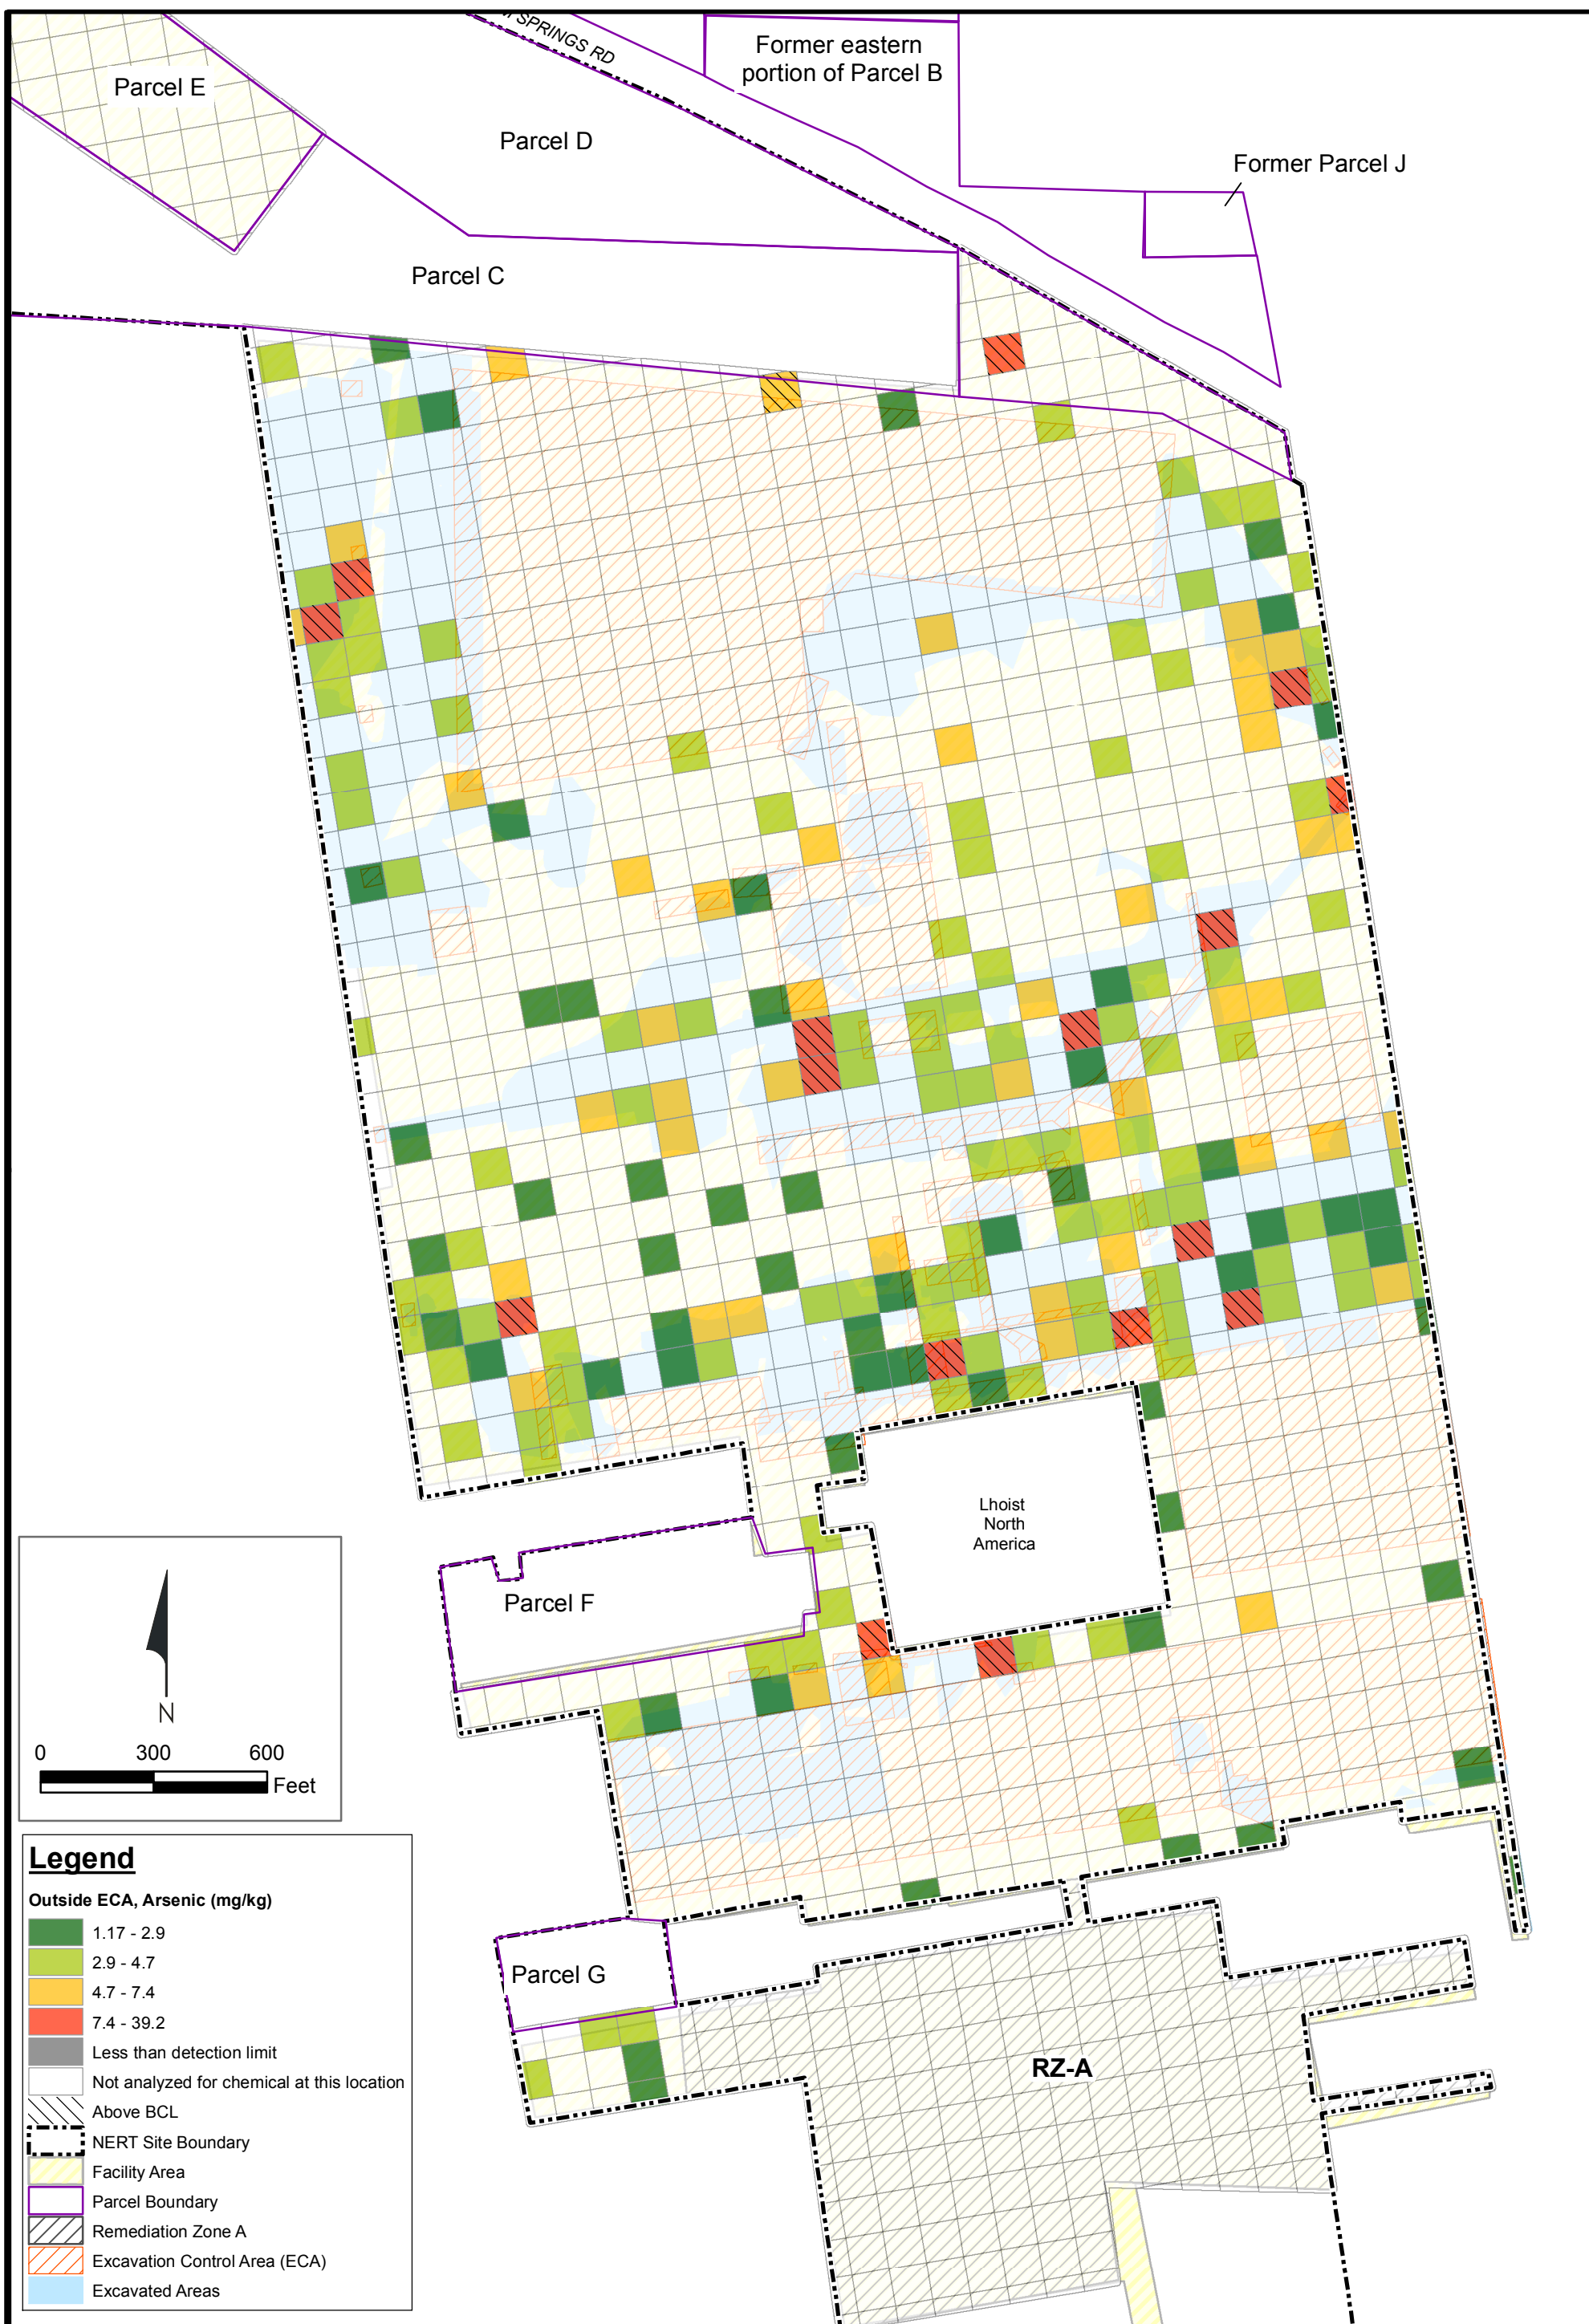 SPRINGS RD
Former eastern
portion of Parcel B
Parcel E
Parcel D
Former Parcel J
Parcel C
Lhoist
North
America
Parcel F
N
0 300 600
Feet
Legend
Outside ECA, Arsenic (mg/kg)
1.17 - 2.9
2.9 - 4.7
4.7 - 7.4
7.4 - 39.2
Less than detection limit
Not analyzed for chemical at this location
Above BCL
NERT Site Boundary
Facility Area
Parcel Boundary
Remediation Zone A
Excavation Control Area (ECA)
Excavated Areas
Parcel G
RZ-A